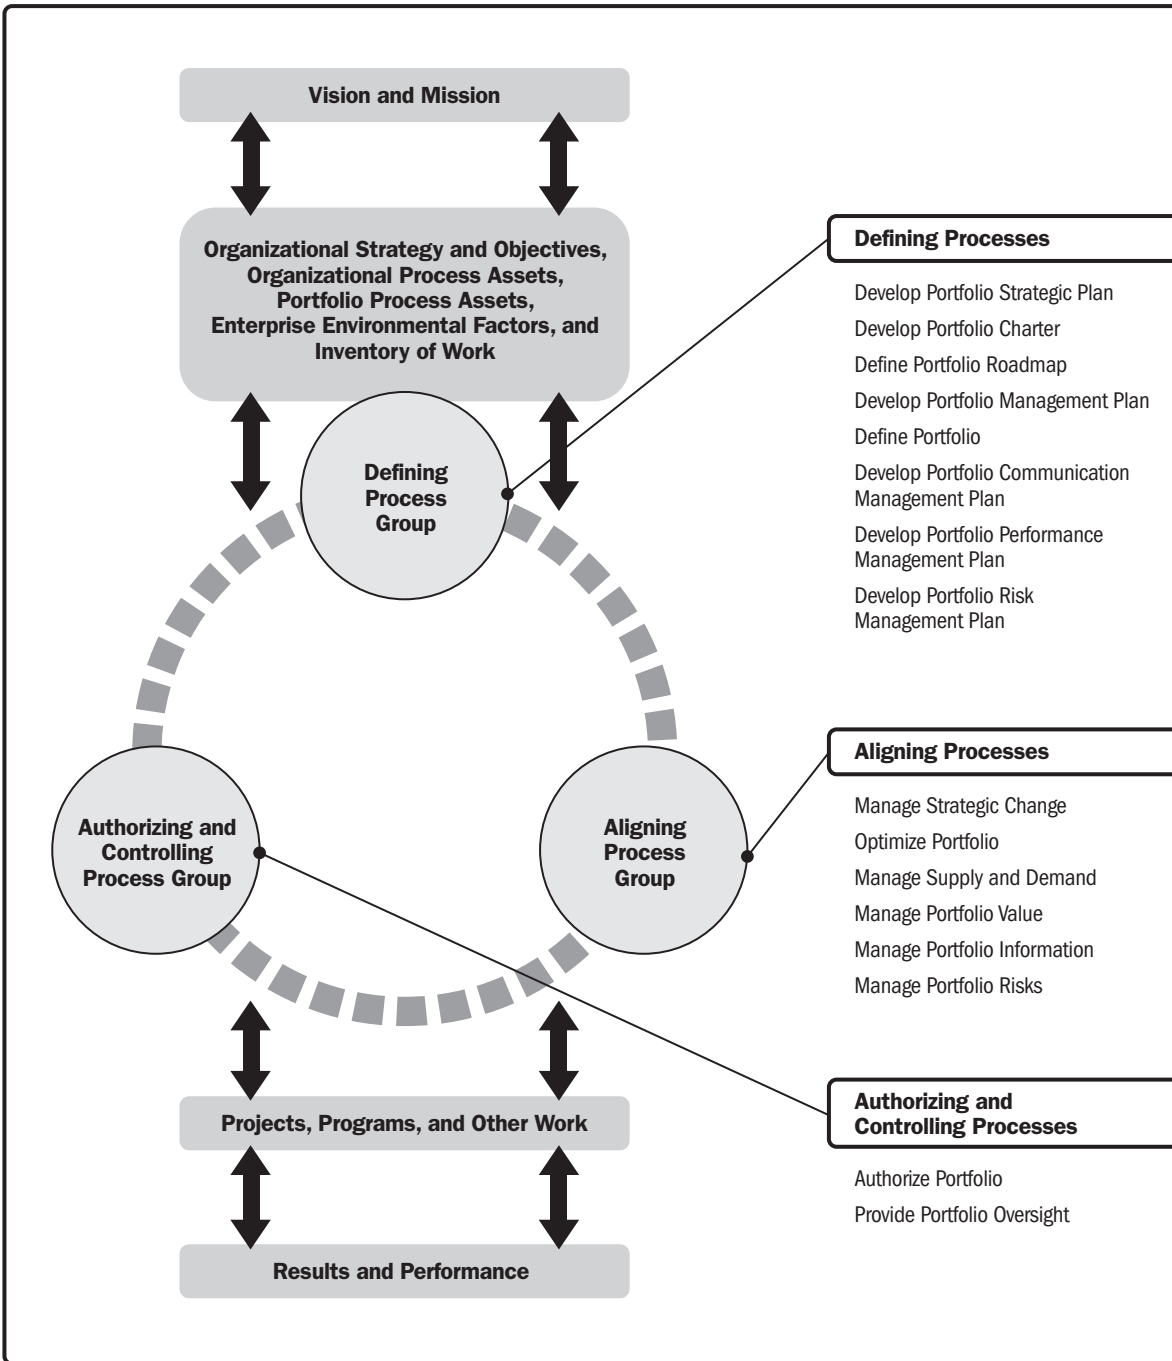 Vision and Mission
Organizational Strategy and Objectives,
Organizational Process Assets,
Portfolio Process Assets,
Enterprise Environmental Factors, and
Inventory of Work
Defining
Process
Group
Authorizing and
Controlling
Process Group
Aligning
Process
Group
Projects, Programs, and Other Work
Results and Performance
Defining Processes
Develop Portfolio Strategic Plan
Develop Portfolio Charter
Define Portfolio Roadmap
Develop Portfolio Management Plan
Define Portfolio
Develop Portfolio Communication
Management Plan
Develop Portfolio Performance
Management Plan
Develop Portfolio Risk
Management Plan
Aligning Processes
Manage Strategic Change
Optimize Portfolio
Manage Supply and Demand
Manage Portfolio Value
Manage Portfolio Information
Manage Portfolio Risks
Authorizing and
Controlling Processes
Authorize Portfolio
Provide Portfolio Oversight